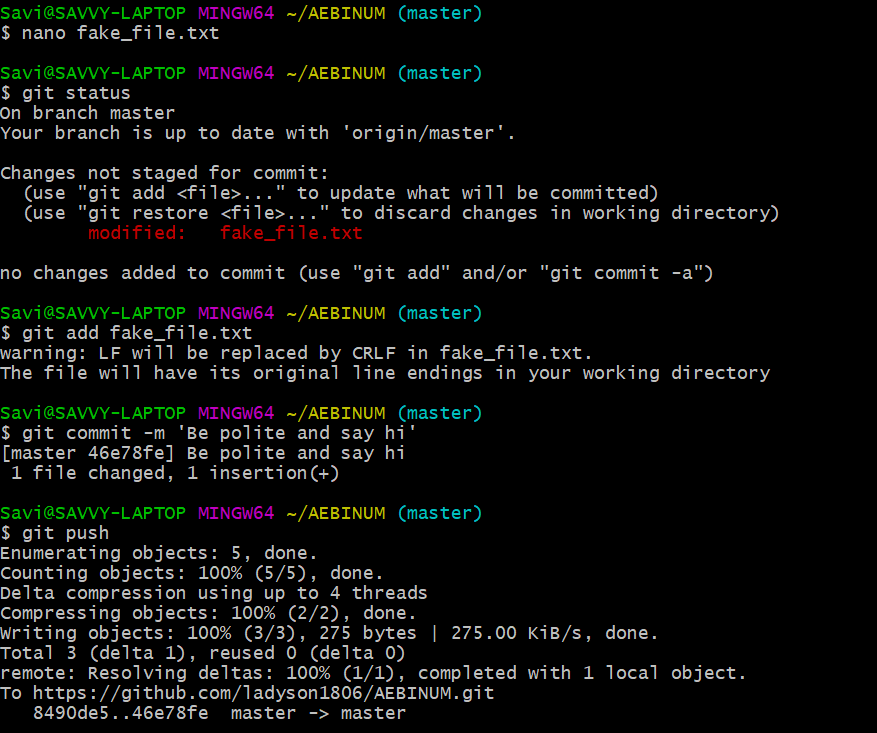 Savi@SAVVY-LAPTOP MINGW64 ~/AEBINUM (master)
$ nano fake_file.txt
Savi@SAVVY-LAPTOP MINGW64 ~/AEBINUM (master)
$ git status
On branch master
Your branch is up to date with 'origin/master'.
Changes not staged for commit:
  (use "git add <file>..." to update what will be committed)
  (use "git restore <file>..." to discard changes in working directory)
        modified:   fake_file.txt
no changes added to commit (use "git add" and/or "git commit -a")
Savi@SAVVY-LAPTOP MINGW64 ~/AEBINUM (master)
$ git add fake_file.txt
warning: LF will be replaced by CRLF in fake_file.txt.
The file will have its original line endings in your working directory
Savi@SAVVY-LAPTOP MINGW64 ~/AEBINUM (master)
$ git commit -m 'Be polite and say hi'
[master 46e78fe] Be polite and say hi
 1 file changed, 1 insertion(+)
Savi@SAVVY-LAPTOP MINGW64 ~/AEBINUM (master)
$ git push
Enumerating objects: 5, done.
Counting objects: 100% (5/5), done.
Delta compression using up to 4 threads
Compressing objects: 100% (2/2), done.
Writing objects: 100% (3/3), 275 bytes | 275.00 KiB/s, done.
Total 3 (delta 1), reused 0 (delta 0)
remote: Resolving deltas: 100% (1/1), completed with 1 local object.
To https://github.com/ladyson1806/AEBINUM.git
   8490de5..46e78fe  master -> master